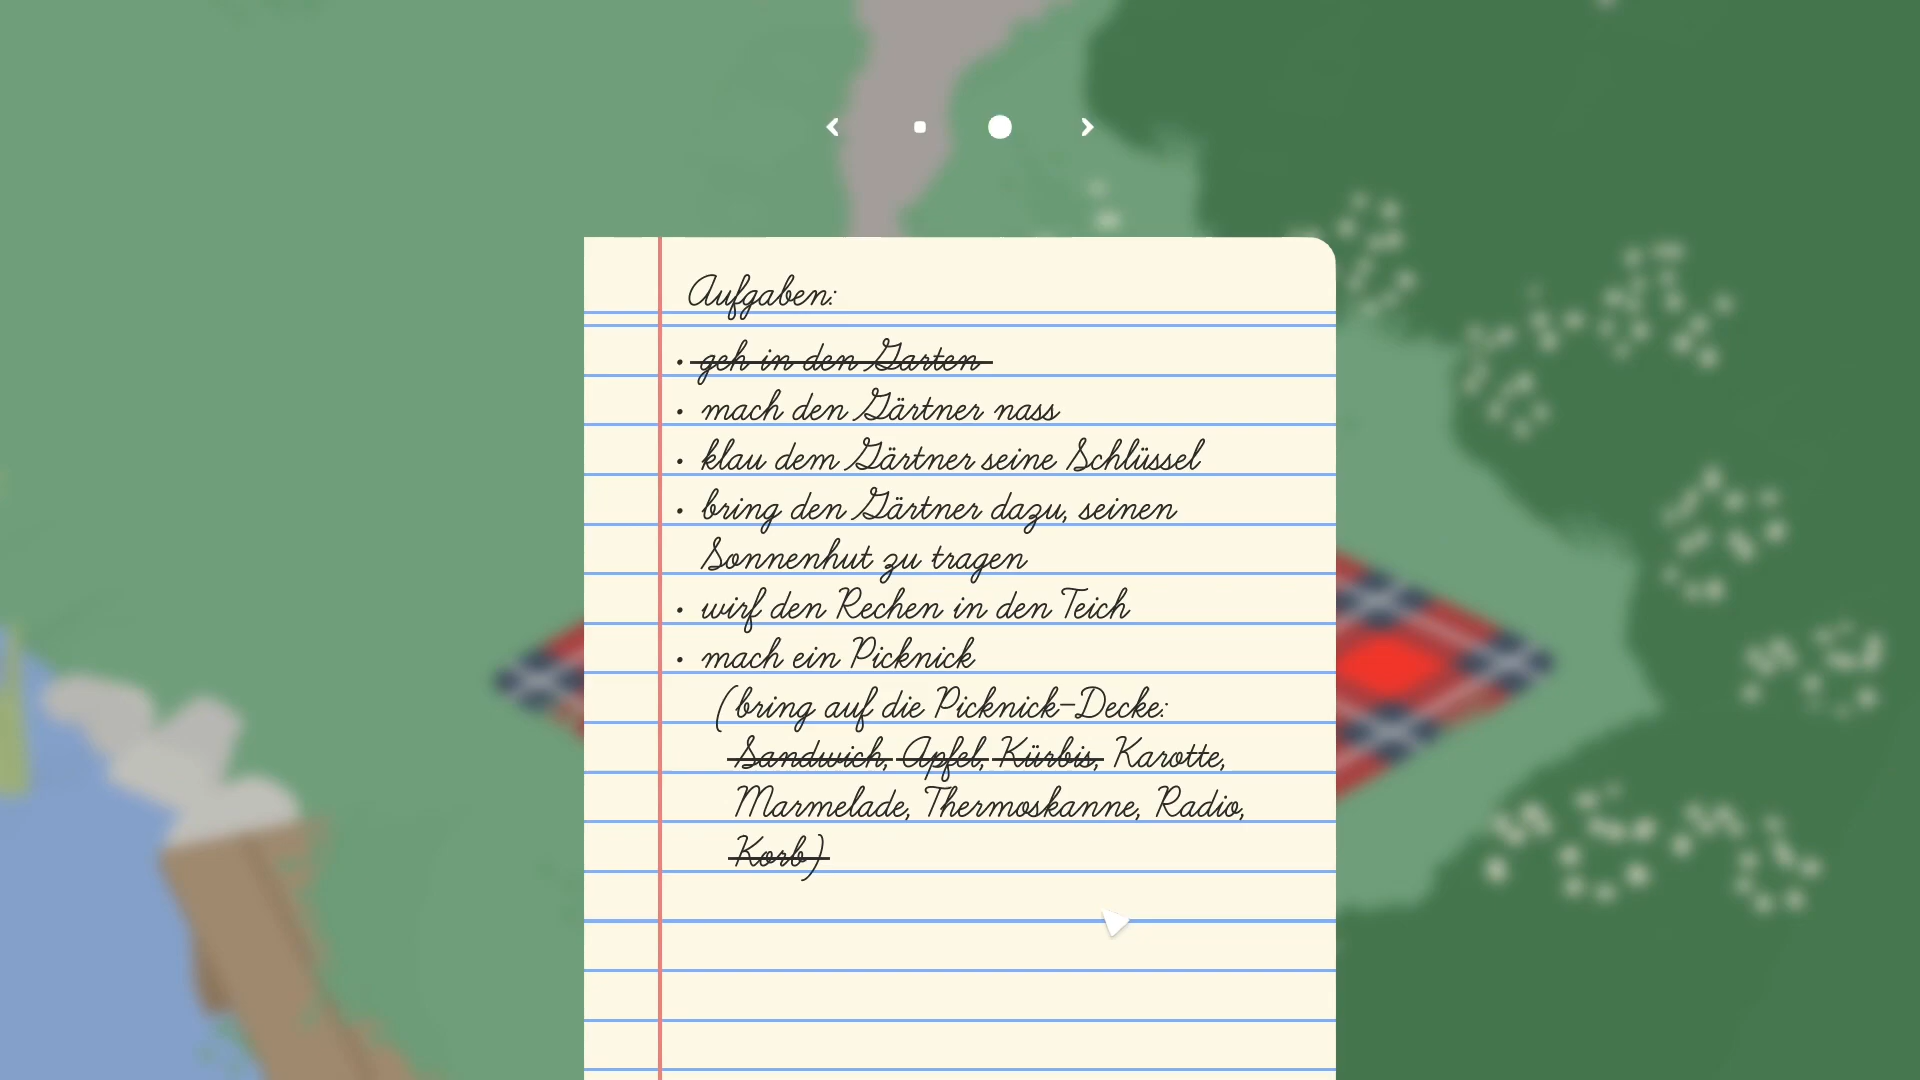 Aufgaben:
• geh in den Garten
• mach den Gärtner nass
• klau dem Gärtner seine Schlüssel
• bring den Gärtner dazu, seinen
Sonnenhut zu tragen
• wirf den Rechen in den Teich
• mach ein Picknick
(bring auf die Picknick-Decke:
Sandwich, Apfel, Kürbis, Karotte,
Marmelade, Thermoskanne, Radio,
Korb)